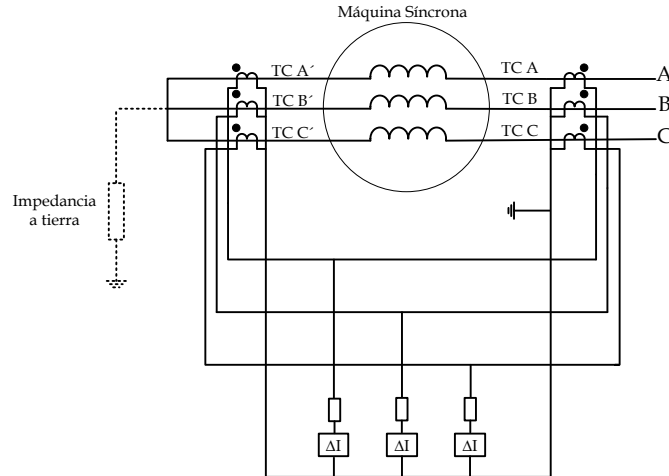 Máquina Síncrona
TC A´
TC A
A
TC B´
TC B
B
TC C´
TC C
C
Impedancia
a tierra
ΔI
ΔI
ΔI